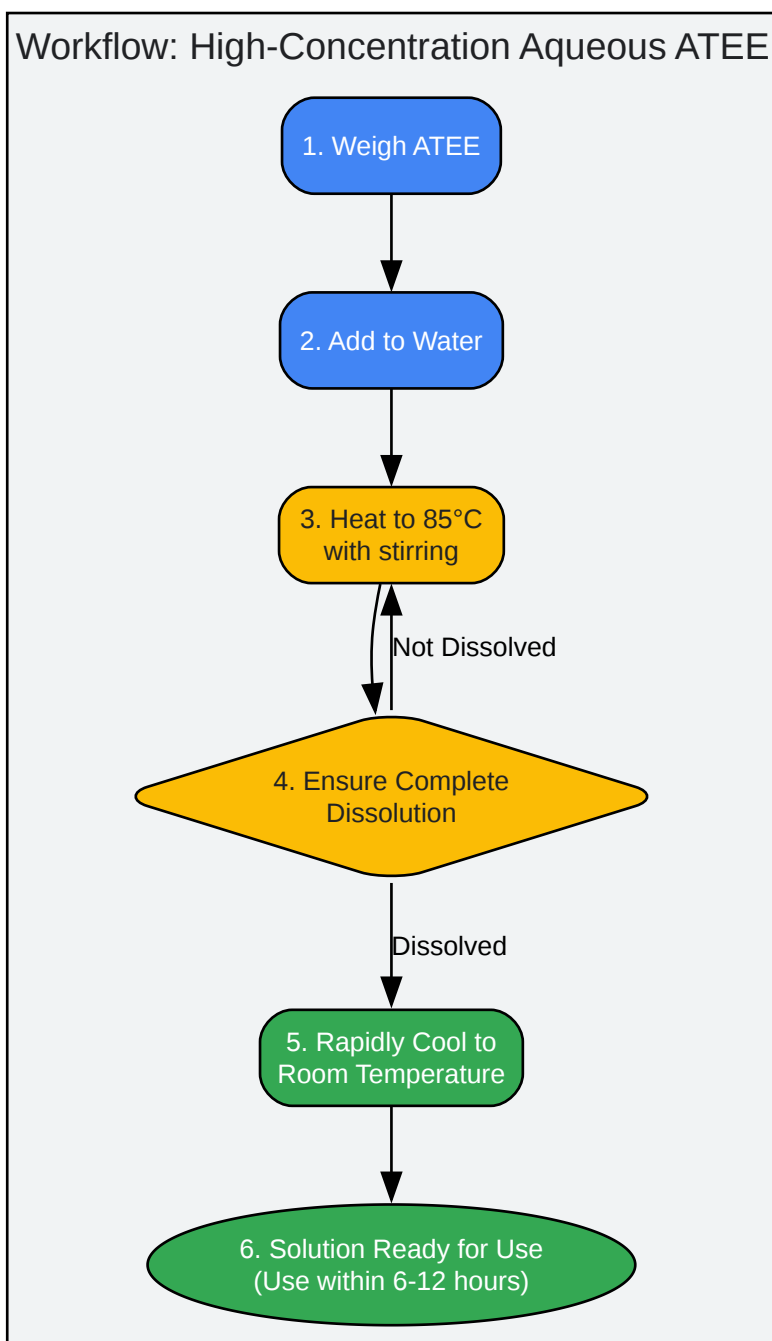 Workflow: High-Concentration Aqueous ATEE
1. Weigh ATEE
2. Add to Water
3. Heat to 85°C
with stirring
Not Dissolved
4. Ensure Complete
Dissolution
Dissolved
5. Rapidly Cool to
Room Temperature
6. Solution Ready for Use
(Use within 6-12 hours)